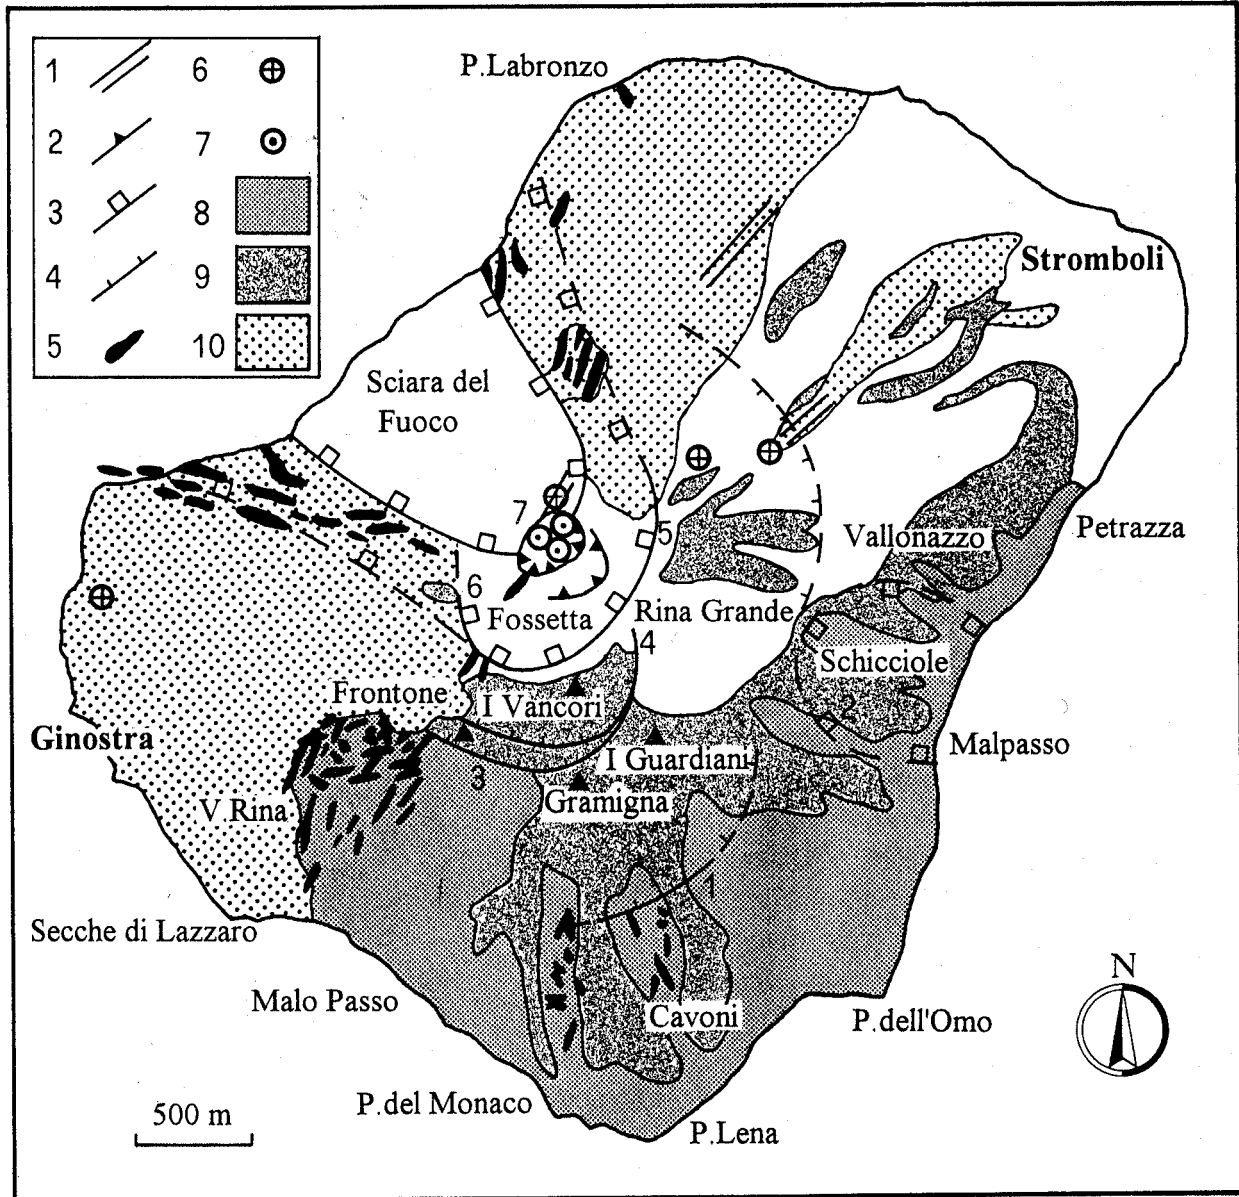 1 6
2 7
3 8
4 9
5 10
P.Labronzo
Stromboli
Sciara del
Fuoco
7
5
Vallonazzo
Petrazza
6
Fossetta
Rina Grande
4
Schicciole
Frontone
I Vancori
2
Ginostra
Malpasso
I Guardiani
3
Gramigna
V.Rina
1
Secche di Lazzaro
N
Malo Passo
Cavoni
P.dell'Omo
500 m
P.del Monaco
P.Lena